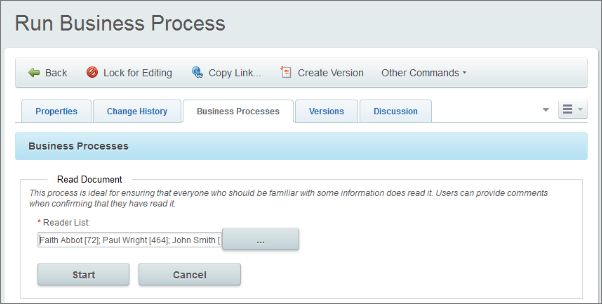 Run Business Process
Back Lock for Editing Copy Link... Create Version Other Commands
Properties Change History Business Processes Versions Discussion
Business Processes
Read Document
This process is ideal for ensuring that everyone who should be familiar with some information does read it. Users can provide comments
when confirming that they have read it.
* Reader List:
Faith Abbot [72]; Paul Wright [464]; John Smith [ ...
Start Cancel